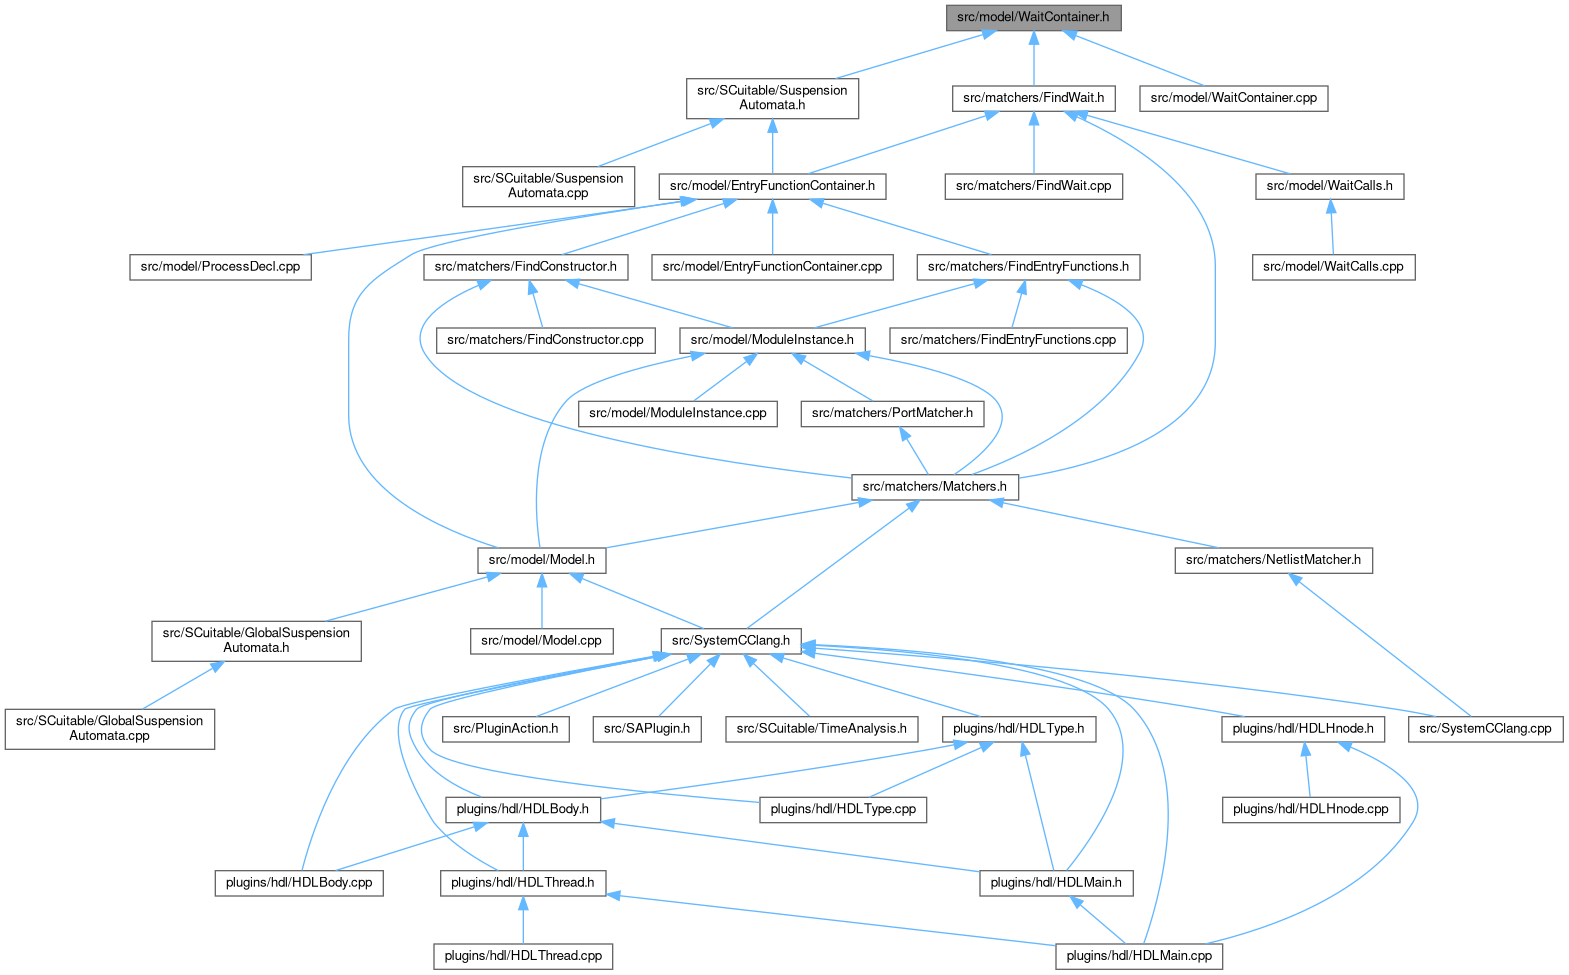 src/model/WaitContainer.h
src/SCuitable/Suspension
Automata.h
src/matchers/FindWait.h
src/model/WaitContainer.cpp
src/SCuitable/Suspension
Automata.cpp
src/model/EntryFunctionContainer.h
src/matchers/FindWait.cpp
src/model/WaitCalls.h
src/model/ProcessDecl.cpp
src/matchers/FindConstructor.h
src/model/EntryFunctionContainer.cpp
src/matchers/FindEntryFunctions.h
src/model/WaitCalls.cpp
src/matchers/FindConstructor.cpp
src/model/ModuleInstance.h
src/matchers/FindEntryFunctions.cpp
src/model/ModuleInstance.cpp
src/matchers/PortMatcher.h
src/matchers/Matchers.h
src/model/Model.h
src/matchers/NetlistMatcher.h
src/SCuitable/GlobalSuspension
Automata.h
src/model/Model.cpp
src/SystemCClang.h
src/SCuitable/GlobalSuspension
Automata.cpp
src/PluginAction.h
src/SAPlugin.h
src/SCuitable/TimeAnalysis.h
plugins/hdl/HDLType.h
plugins/hdl/HDLHnode.h
src/SystemCClang.cpp
plugins/hdl/HDLBody.h
plugins/hdl/HDLType.cpp
plugins/hdl/HDLHnode.cpp
plugins/hdl/HDLBody.cpp
plugins/hdl/HDLThread.h
plugins/hdl/HDLMain.h
plugins/hdl/HDLThread.cpp
plugins/hdl/HDLMain.cpp